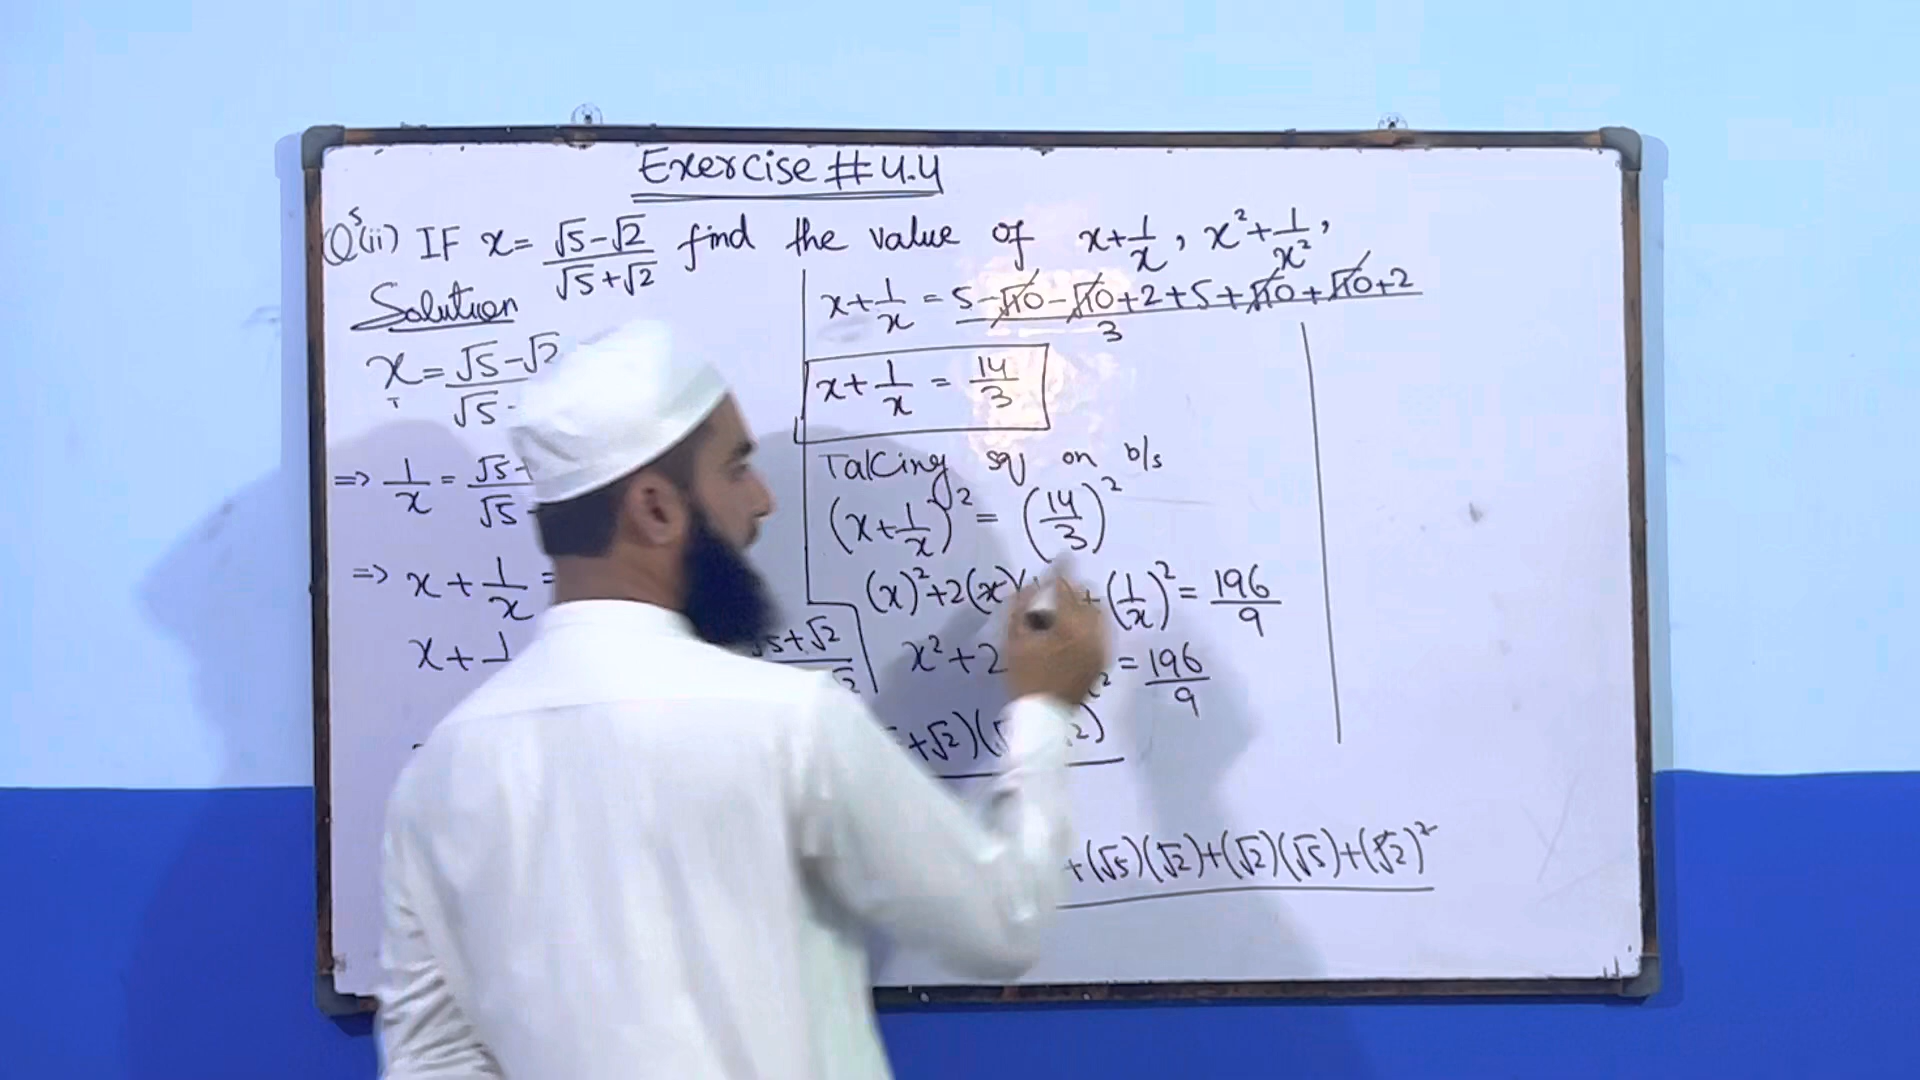 Exercise # 4.4
Q5(ii) IF x = (√5-√2)/(√5+√2) find the value of x+1/x, x²+1/x²,
Solution
x = √5-√2
√5
=> 1/x = √5-
√5
=> x + 1/x =
x + 1
√5+√2
x + 1/x = (5-√10-√10+2+5+√10+√10+2)/3
x + 1/x = 14/3
Taking sq on b/s
(x+1/x)² = (14/3)²
(x)²+2(x)( + (1/x)² = 196/9
x²+2 = 196/9
+√2)(
+(√5)(√2)+(√2)(√5)+(√2)²